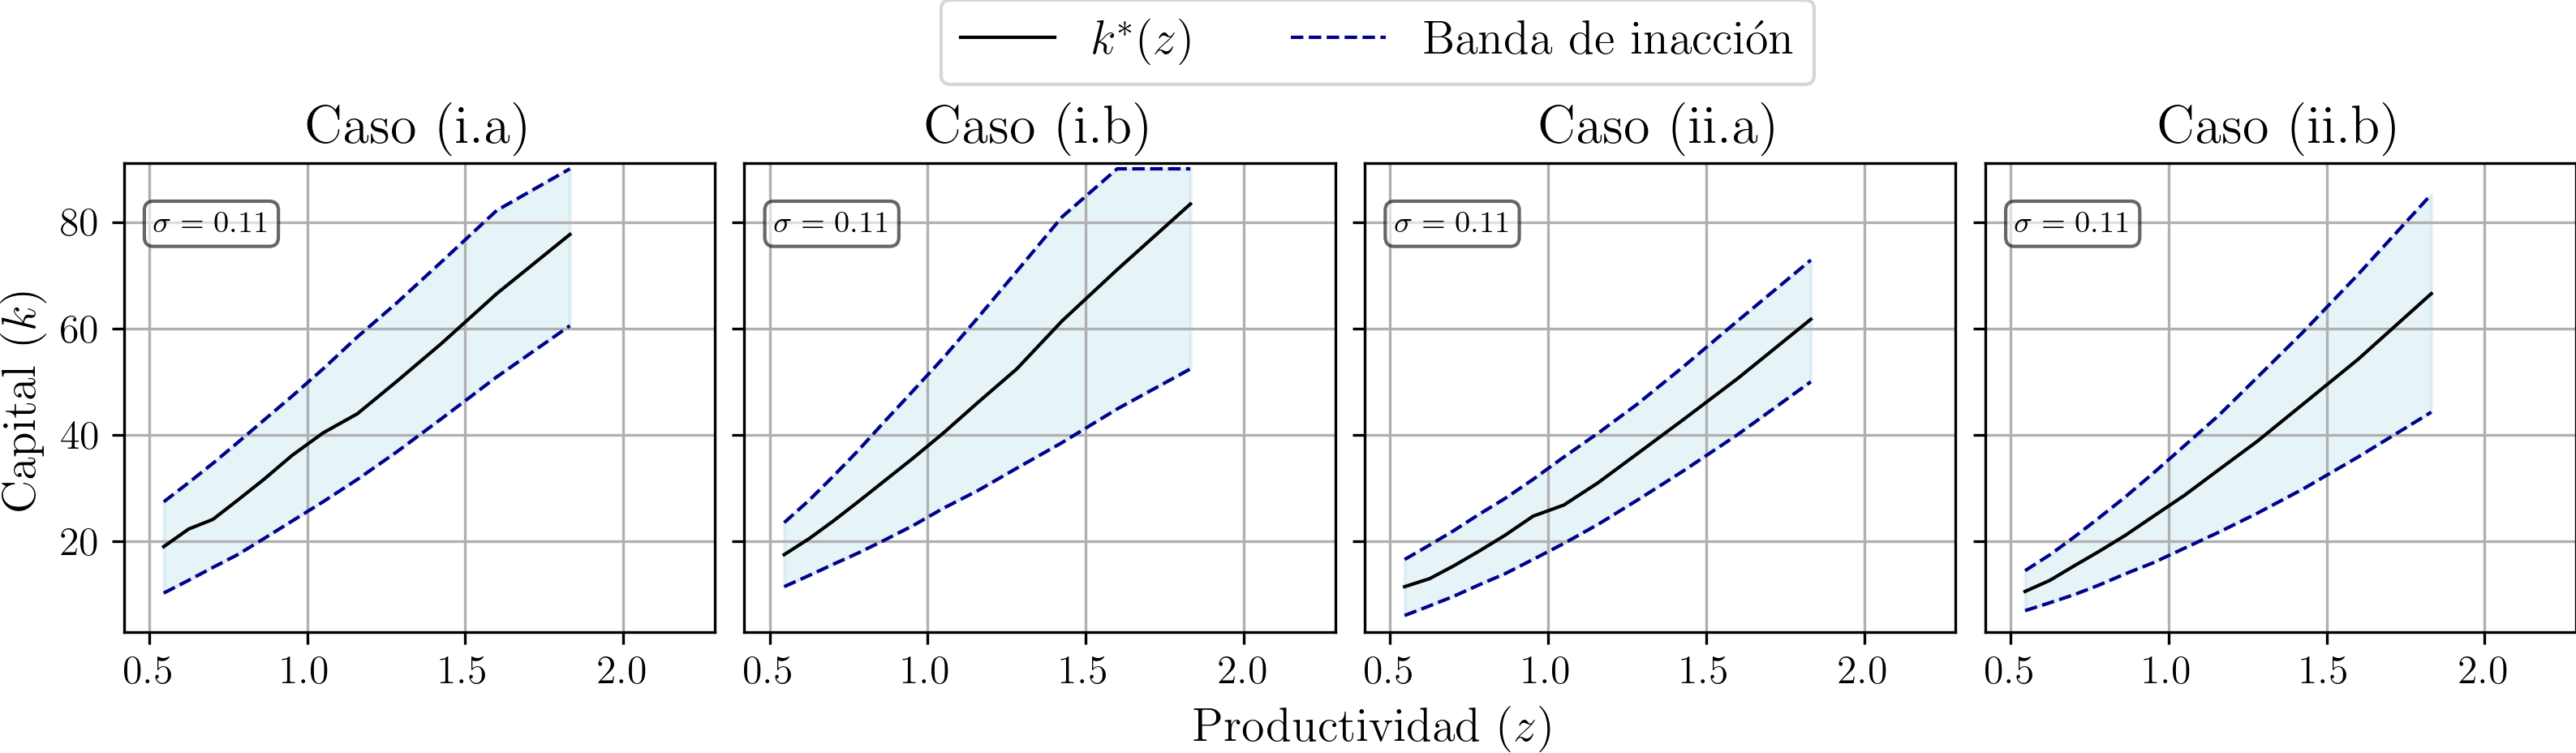 k*(z) Banda de inacción
Caso (i.a) Caso (i.b) Caso (ii.a) Caso (ii.b)
σ = 0.11 σ = 0.11 σ = 0.11 σ = 0.11
80
60
40
20
Capital (k)
0.5 1.0 1.5 2.0 0.5 1.0 1.5 2.0 0.5 1.0 1.5 2.0 0.5 1.0 1.5 2.0
Productividad (z)